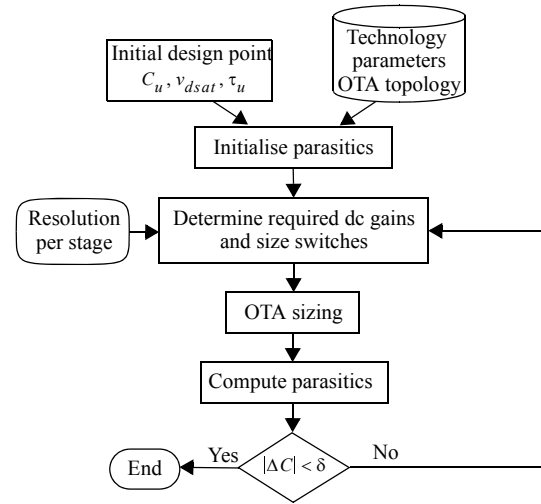 Initial design point
C_u, v_dsat, τ_u
Technology
parameters
OTA topology
Initialise parasitics
Resolution
per stage
Determine required dc gains
and size switches
OTA sizing
Compute parasitics
|ΔC| < δ
Yes
No
End